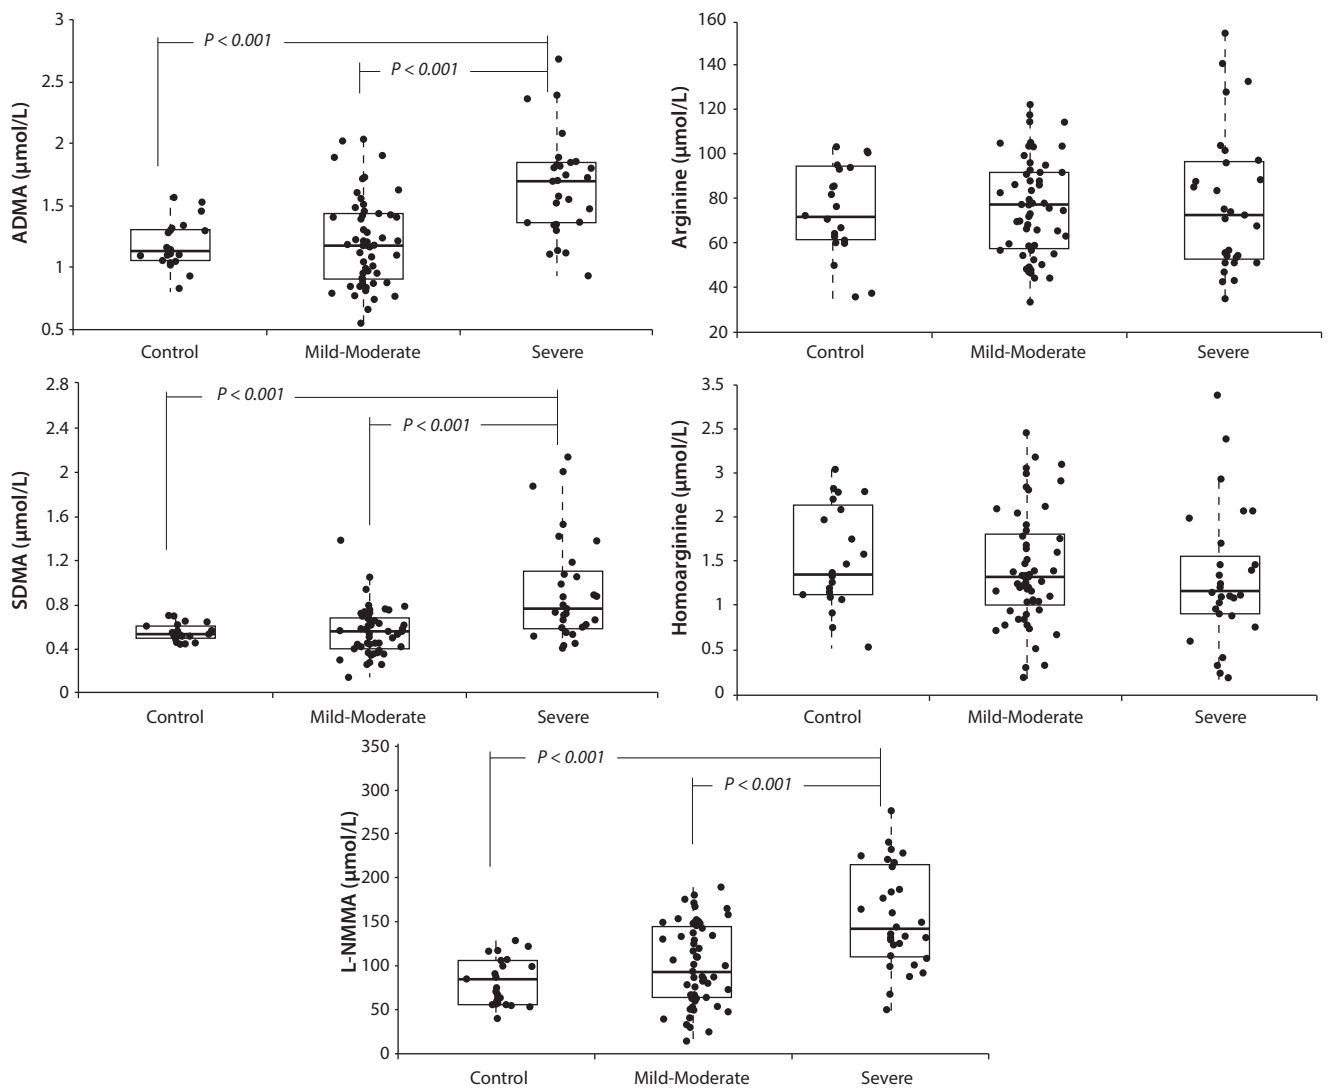 ADMA (µmol/L)
3
2.5
2
1.5
1
0.5
P < 0.001
P < 0.001
Control Mild-Moderate Severe
Arginine (µmol/L)
160
140
120
100
80
60
40
20
Control Mild-Moderate Severe
SDMA (µmol/L)
2.8
2.4
2
1.6
1.2
0.8
0.4
0
P < 0.001
P < 0.001
Control Mild-Moderate Severe
Homoarginine (µmol/L)
3.5
2.5
3
2
1.5
1
0.5
0
Control Mild-Moderate Severe
L-NMMA (µmol/L)
350
300
250
200
150
100
50
0
P < 0.001
P < 0.001
Control Mild-Moderate Severe